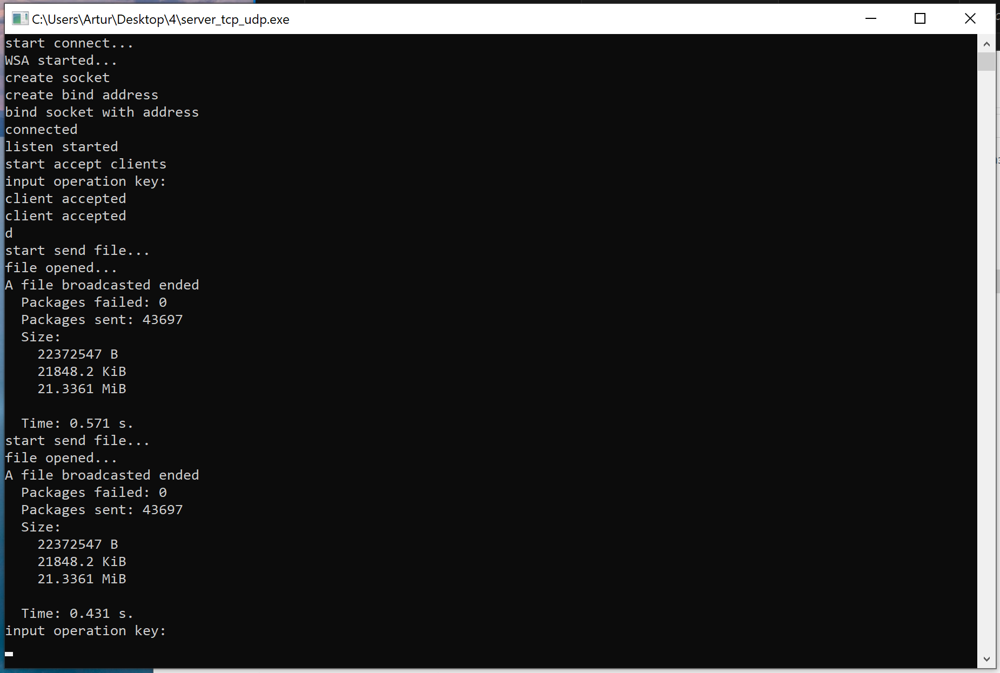 C:\Users\Artur\Desktop\4\server_tcp_udp.exe
start connect...
WSA started...
create socket
create bind address
bind socket with address
connected
listen started
start accept clients
input operation key:
client accepted
client accepted
d
start send file...
file opened...
A file broadcasted ended
  Packages failed: 0
  Packages sent: 43697
  Size:
    22372547 B
    21848.2 KiB
    21.3361 MiB

  Time: 0.571 s.
start send file...
file opened...
A file broadcasted ended
  Packages failed: 0
  Packages sent: 43697
  Size:
    22372547 B
    21848.2 KiB
    21.3361 MiB

  Time: 0.431 s.
input operation key: